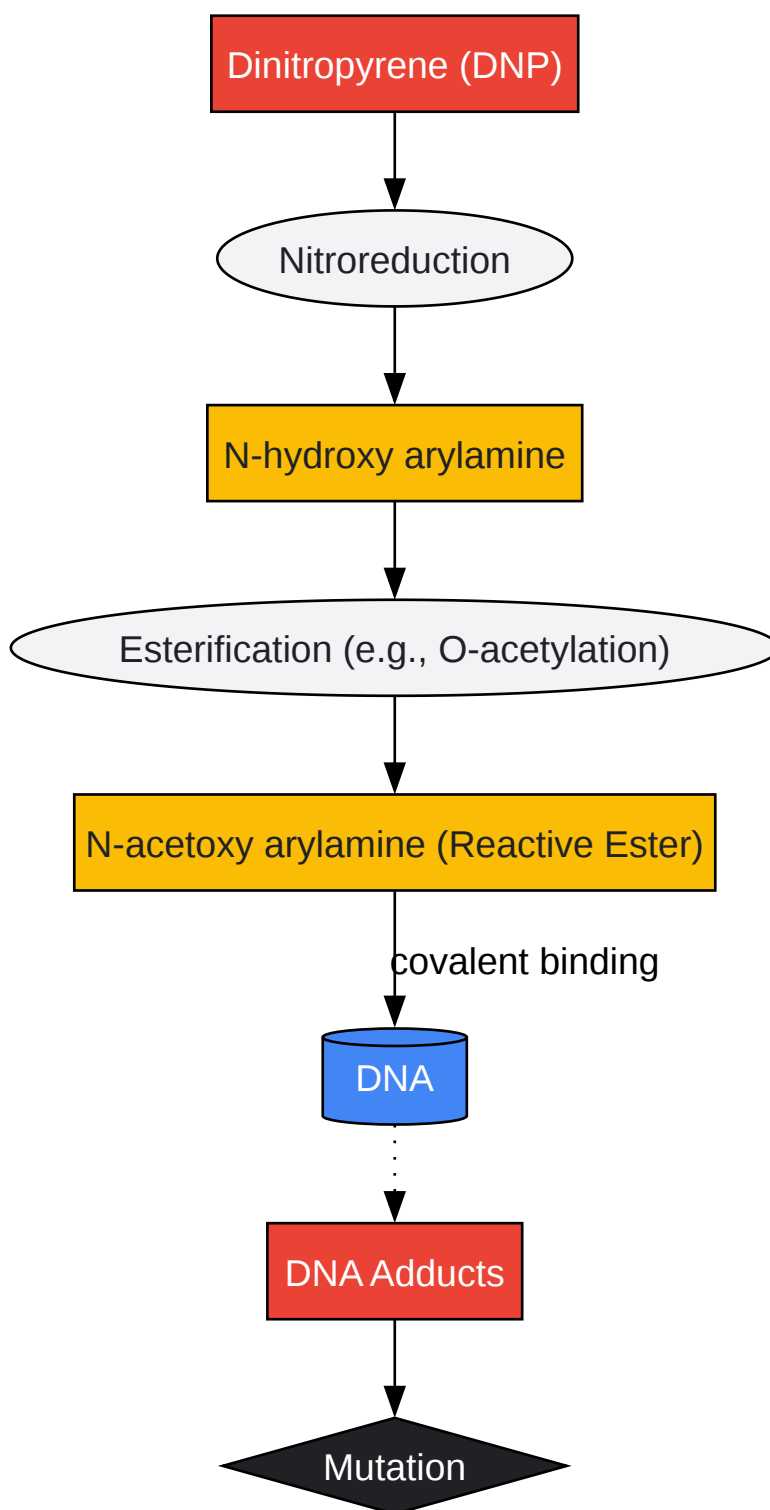 Dinitropyrene (DNP)
Nitroreduction
N-hydroxy arylamine
Esterification (e.g., O-acetylation)
N-acetoxy arylamine (Reactive Ester)
covalent binding
DNA
DNA Adducts
Mutation